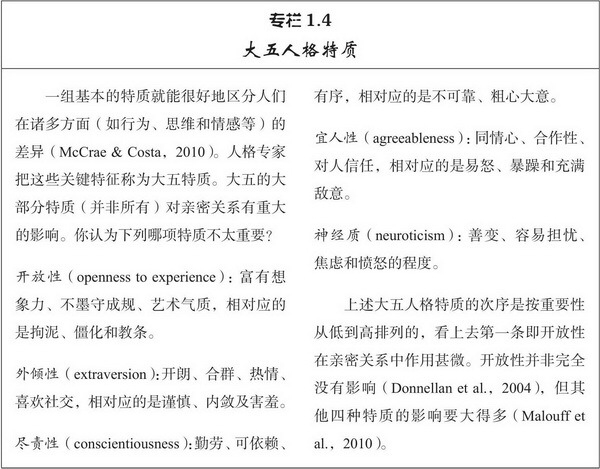 专栏 1.4
大五人格特质
一组基本的特质就能很好地区分人们
在诸多方面（如行为、思维和情感等）的
差异（McCrae & Costa，2010）。人格专家
把这些关键特征称为大五特质。大五的大
部分特质（并非所有）对亲密关系有重大
的影响。你认为下列哪项特质不太重要？
开放性（openness to experience）：富有想
象力、不墨守成规、艺术气质，相对应的
是拘泥、僵化和教条。
外倾性（extraversion）：开朗、合群、热情、
喜欢社交，相对应的是谨慎、内敛及害羞。
尽责性（conscientiousness）：勤劳、可依赖、
有序，相对应的是不可靠、粗心大意。
宜人性（agreeableness）：同情心、合作性、
对人信任，相对应的是易怒、暴躁和充满
敌意。
神经质（neuroticism）：善变、容易担忧、
焦虑和愤怒的程度。
上述大五人格特质的次序是按重要性
从低到高排列的，看上去第一条即开放性
在亲密关系中作用甚微。开放性并非完全
没有影响（Donnellan et al.，2004），但其
他四种特质的影响要大得多（Malouff et
al.，2010）。